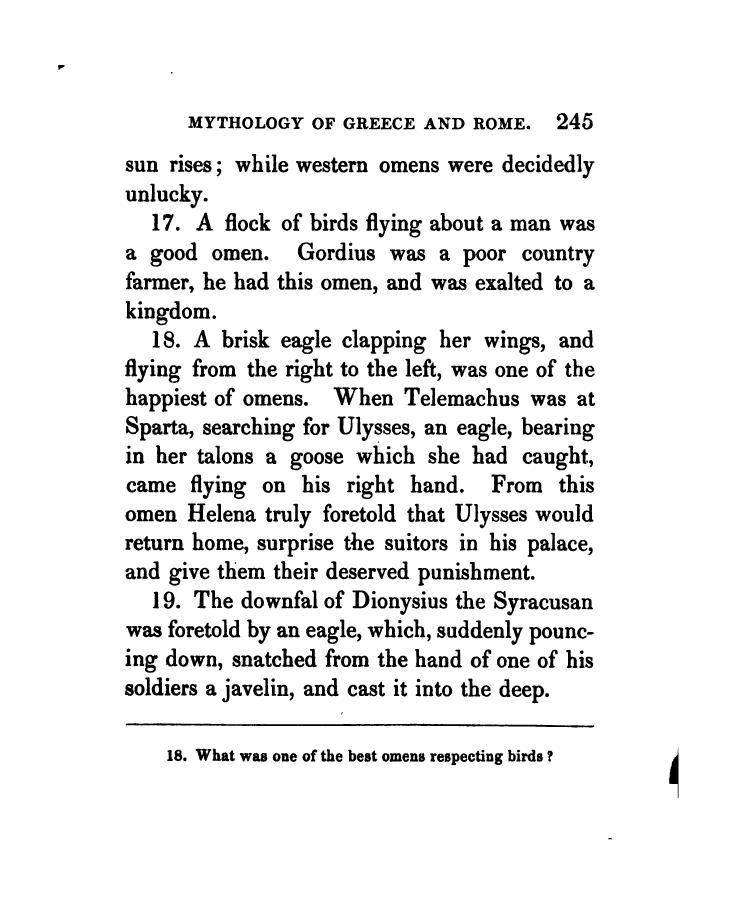 MYTHOLOGY OF GREECE AND ROME. 245
sun rises; while western omens were decidedly
unlucky.
17. A flock of birds flying about a man was
a good omen. Gordius was a poor country
farmer, he had this omen, and was exalted to a
kingdom.
18. A brisk eagle clapping her wings, and
flying from the right to the left, was one of the
happiest of omens. When Telemachus was at
Sparta, searching for Ulysses, an eagle, bearing
in her talons a goose which she had caught,
came flying on his right hand. From this
omen Helena truly foretold that Ulysses would
return home, surprise the suitors in his palace,
and give them their deserved punishment.
19. The downfal of Dionysius the Syracusan
was foretold by an eagle, which, suddenly pounc-
ing down, snatched from the hand of one of his
soldiers a javelin, and cast it into the deep.
18. What was one of the best omens respecting birds?